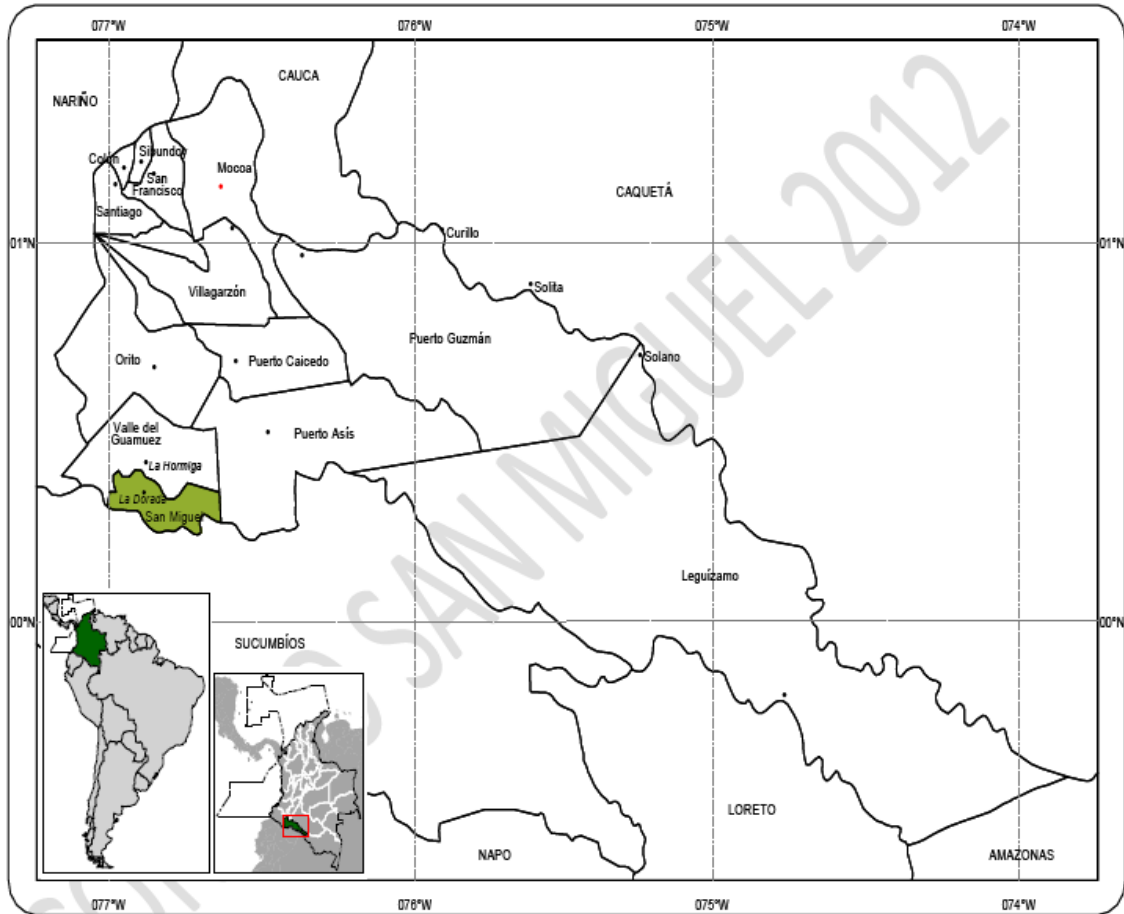 077°W
076°W
075°W
074°W
CAUCA
NARIÑO
Sibundoy
Colón
San
Francisco
Mocoa
Santiago
CAQUETÁ
01°N
01°N
Curillo
Villagarzón
Solita
Puerto Guzmán
Orito
Puerto Caicedo
Solano
Valle del
Guamuez
Puerto Asís
La Hormiga
La Dorada
San Miguel
Leguízamo
00°N
00°N
SUCUMBÍOS
LORETO
NAPO
AMAZONAS
077°W
076°W
075°W
074°W
SAN MIGUEL 2012